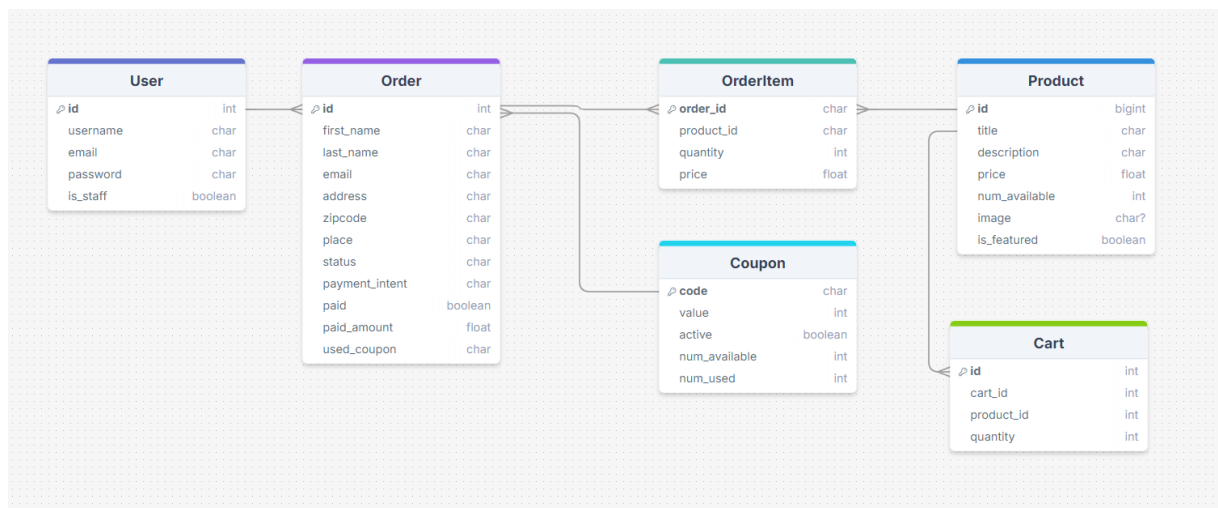 User
id int
username char
email char
password char
is_staff boolean
Order
id int
first_name char
last_name char
email char
address char
zipcode char
place char
status char
payment_intent char
paid boolean
paid_amount float
used_coupon char
OrderItem
order_id char
product_id char
quantity int
price float
Coupon
code char
value int
active boolean
num_available int
num_used int
Product
id bigint
title char
description char
price float
num_available int
image char?
is_featured boolean
Cart
id int
cart_id int
product_id int
quantity int